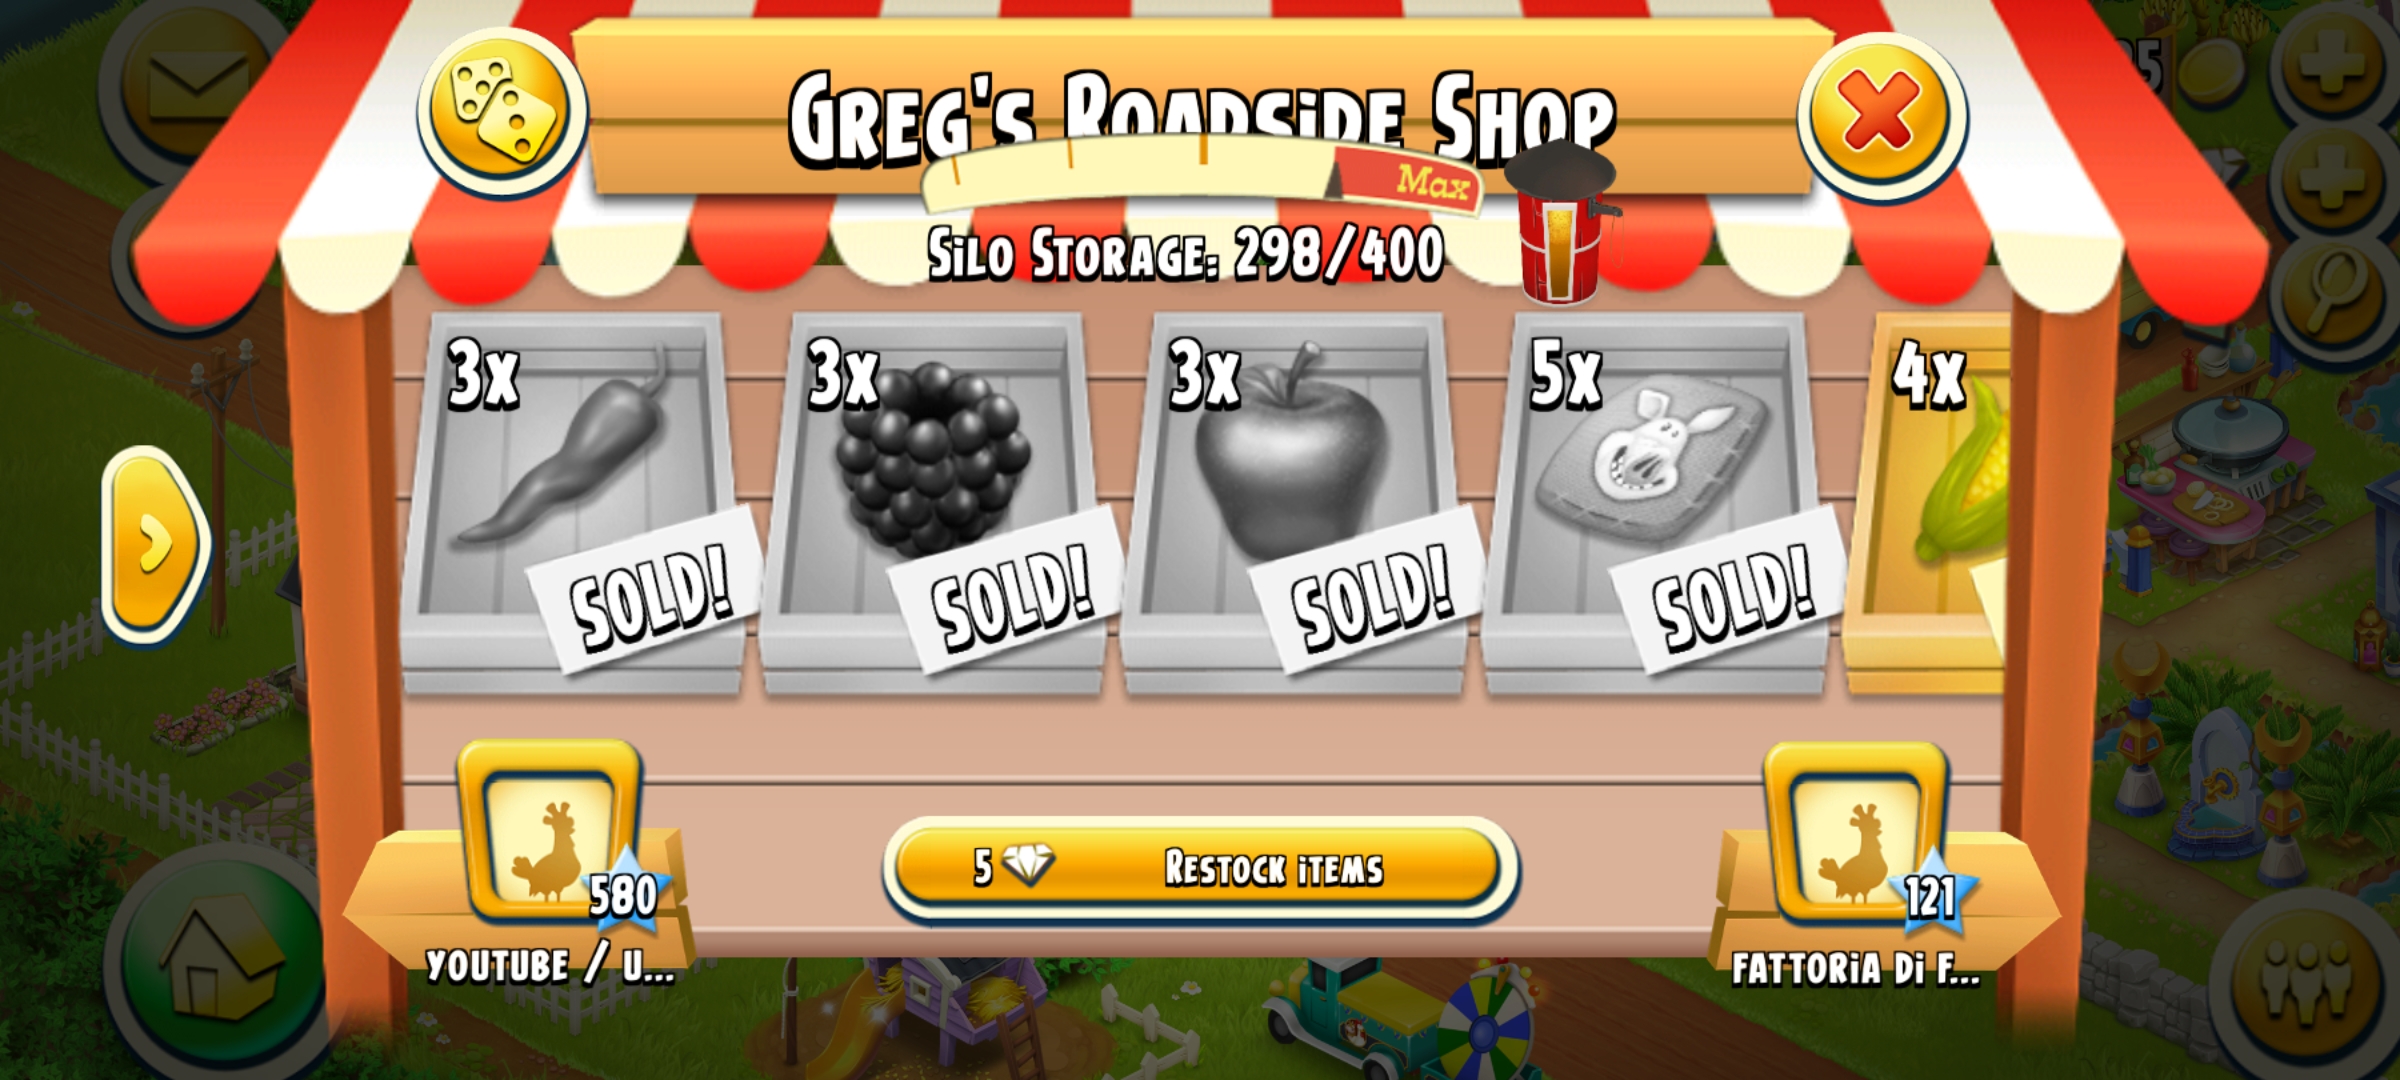 GREG'S ROADSIDE SHOP
Max
SILO STORAGE: 298/400
3x
3x
3x
5x
4x
SOLD!
SOLD!
SOLD!
SOLD!
580
5
RESTOCK ITEMS
121
YOUTUBE / U...
FATTORIA DI F...